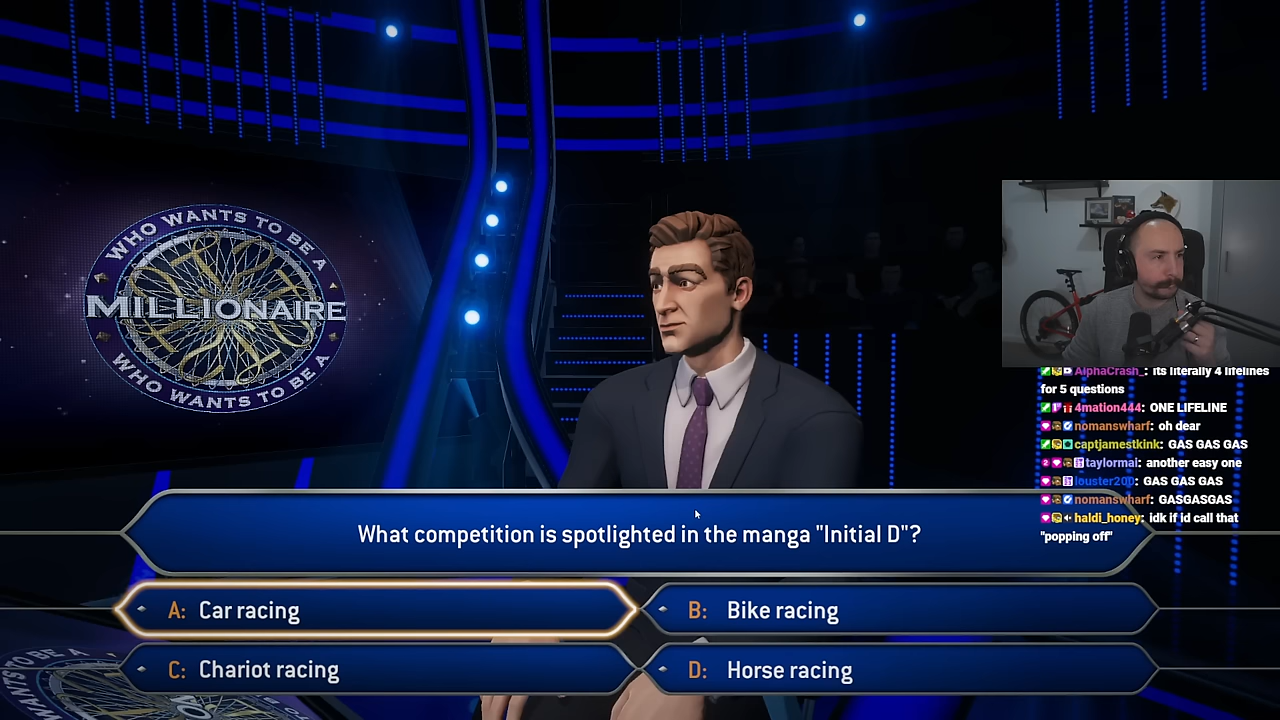 WHO WANTS TO BE A
MILLIONAIRE
WHO WANTS TO BE A
AlphaCrash_: its literally 4 lifelines
for 5 questions
4mation444: ONE LIFELINE
nomanswharf: oh dear
captjamestkink: GAS GAS GAS
taylormai: another easy one
louster200: GAS GAS GAS
nomanswharf: GASGASGAS
haldi_honey: idk if id call that
"popping off"
What competition is spotlighted in the manga "Initial D"?
A: Car racing
B: Bike racing
C: Chariot racing
D: Horse racing